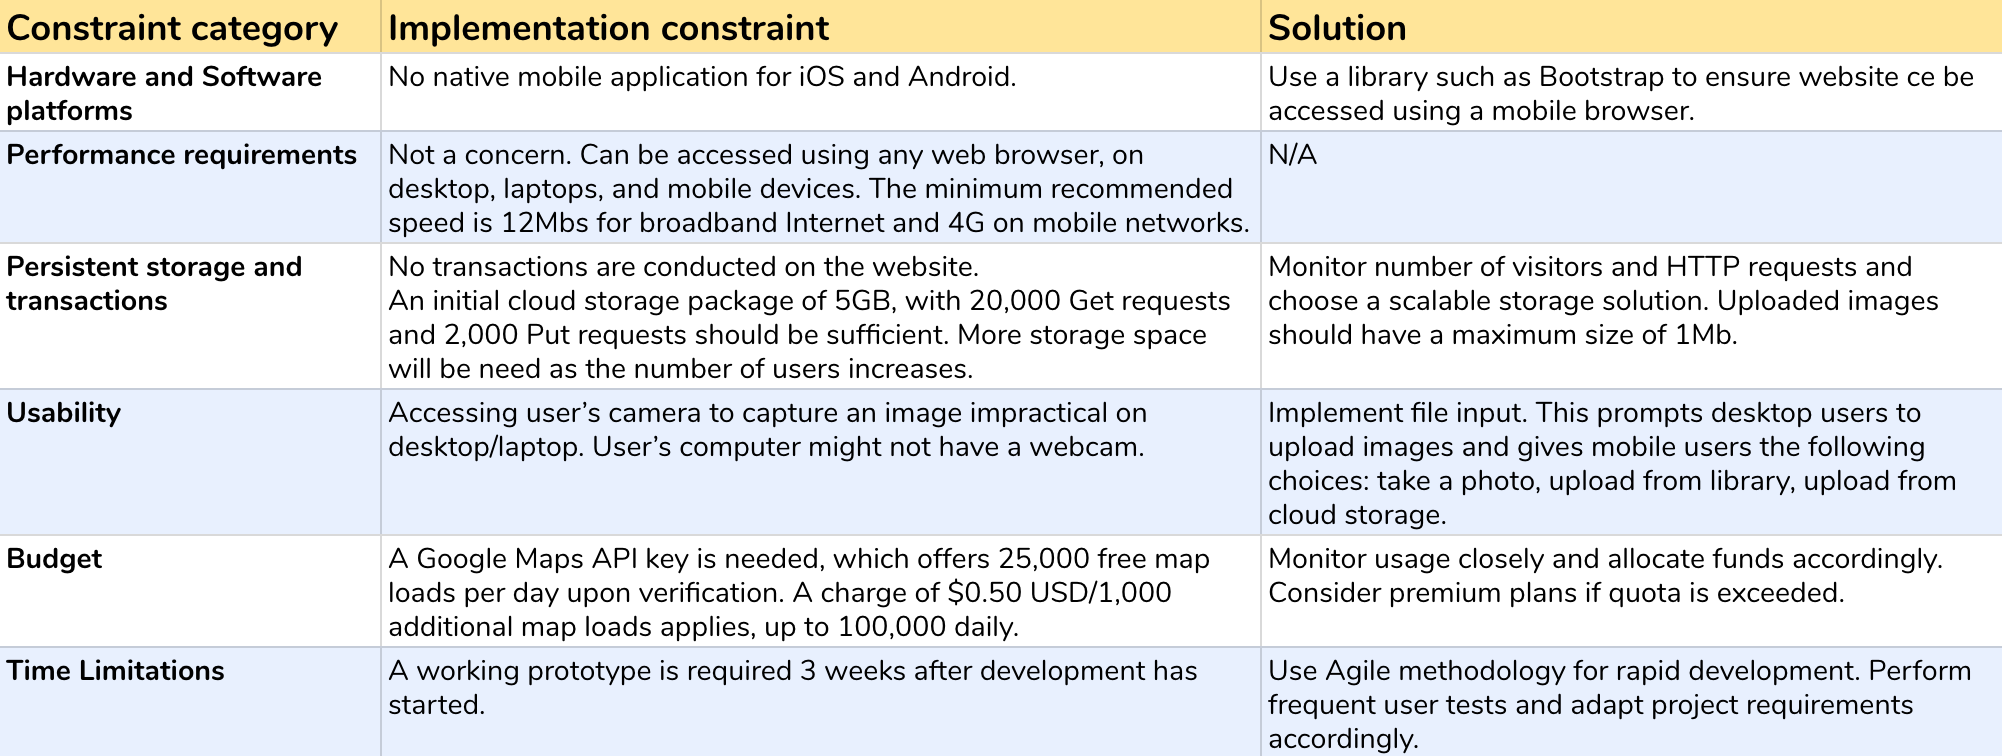 Constraint category
Implementation constraint
Solution
Hardware and Software
platforms
No native mobile application for iOS and Android.
Use a library such as Bootstrap to ensure website ce be
accessed using a mobile browser.
Performance requirements
Not a concern. Can be accessed using any web browser, on
desktop, laptops, and mobile devices. The minimum recommended
speed is 12Mbs for broadband Internet and 4G on mobile networks.
N/A
Persistent storage and
transactions
No transactions are conducted on the website.
An initial cloud storage package of 5GB, with 20,000 Get requests
and 2,000 Put requests should be sufficient. More storage space
will be need as the number of users increases.
Monitor number of visitors and HTTP requests and
choose a scalable storage solution. Uploaded images
should have a maximum size of 1Mb.
Usability
Accessing user’s camera to capture an image impractical on
desktop/laptop. User’s computer might not have a webcam.
Implement file input. This prompts desktop users to
upload images and gives mobile users the following
choices: take a photo, upload from library, upload from
cloud storage.
Budget
A Google Maps API key is needed, which offers 25,000 free map
loads per day upon verification. A charge of $0.50 USD/1,000
additional map loads applies, up to 100,000 daily.
Monitor usage closely and allocate funds accordingly.
Consider premium plans if quota is exceeded.
Time Limitations
A working prototype is required 3 weeks after development has
started.
Use Agile methodology for rapid development. Perform
frequent user tests and adapt project requirements
accordingly.